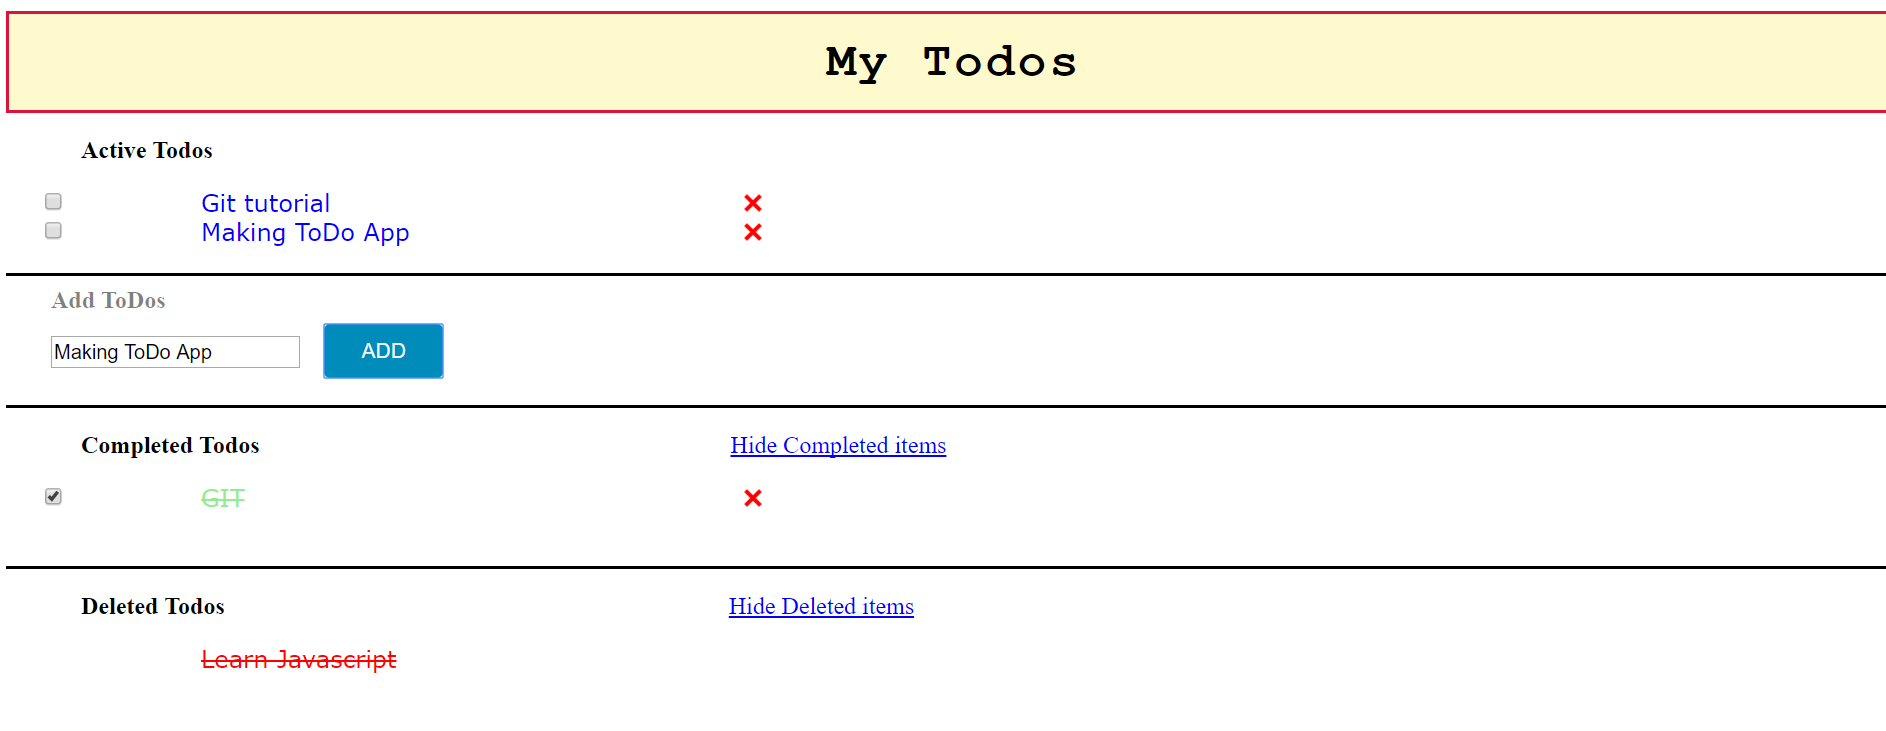 My Todos
Active Todos
Git tutorial
Making ToDo App
Add ToDos
Making ToDo App ADD
Completed Todos Hide Completed items
GIT
Deleted Todos Hide Deleted items
Learn Javascript